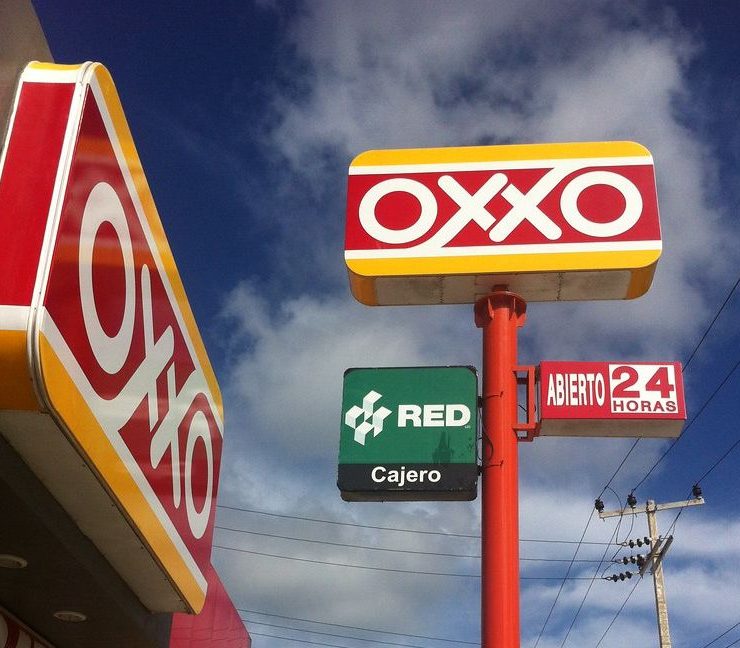 OXXO
OXXO
RED
Cajero
ABIERTO 24
HORAS